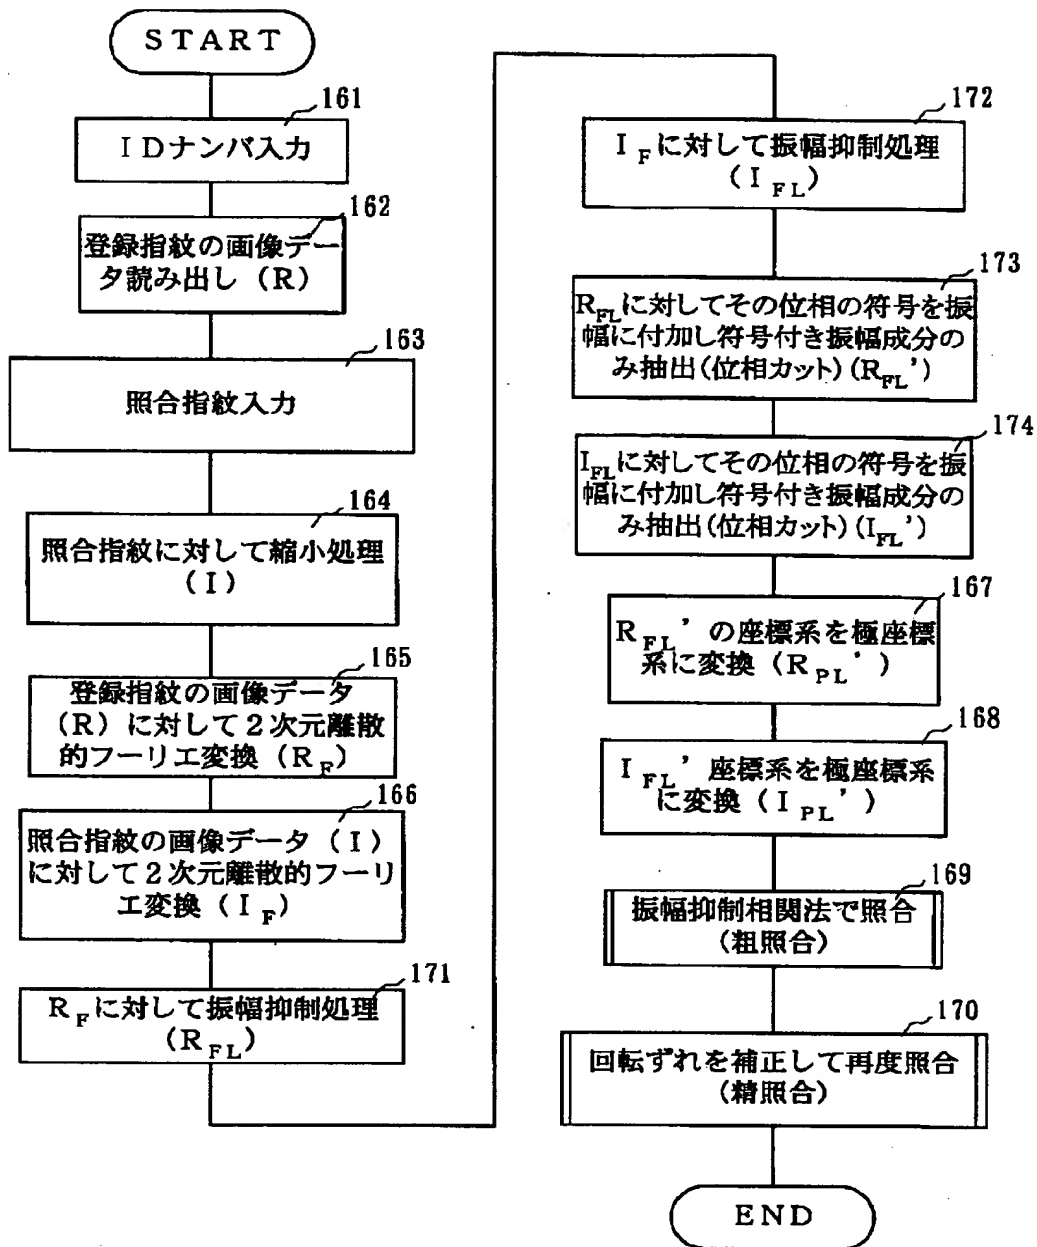 START
161
IDナンバ入力
162
登録指紋の画像デー
タ読み出し(R)
163
照合指紋入力
164
照合指紋に対して縮小処理
(I)
165
登録指紋の画像データ
(R)に対して2次元離散
的フーリエ変換(R_F)
166
照合指紋の画像データ(I)
に対して2次元離散的フーリ
エ変換(I_F)
171
R_Fに対して振幅抑制処理
(R_FL)
172
I_Fに対して振幅抑制処理
(I_FL)
173
R_FLに対してその位相の符号を振
幅に付加し符号付き振幅成分の
み抽出(位相カット)(R_FL')
174
I_FLに対してその位相の符号を振
幅に付加し符号付き振幅成分の
み抽出(位相カット)(I_FL')
167
R_FL'の座標系を極座標
系に変換(R_PL')
168
I_FL'座標系を極座標系
に変換(I_PL')
169
振幅抑制相関法で照合
(粗照合)
170
回転ずれを補正して再度照合
(精照合)
END